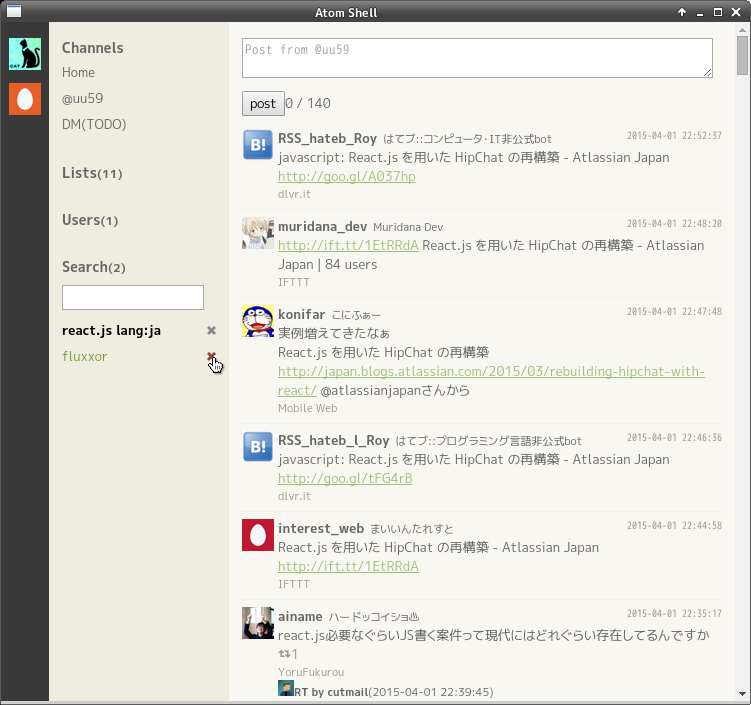 Atom Shell
Channels
Home
@uu59
DM(TODO)
Lists(11)
Users(1)
Search(2)
react.js lang:ja
fluxxor
Post from @uu59
post 0 / 140
RSS_hateb_Roy はてブ::コンピュータ・IT非公式bot 2015-04-01 22:52:37
javascript: React.js を用いた HipChat の再構築 - Atlassian Japan
http://goo.gl/A037hp
dlvr.it
muridana_dev Muridana Dev 2015-04-01 22:48:20
http://ift.tt/1EtRRdA React.js を用いた HipChat の再構築 - Atlassian
Japan | 84 users
IFTTT
konifar こにふぁー 2015-04-01 22:47:48
実例増えてきたなぁ
React.js を用いた HipChat の再構築
http://japan.blogs.atlassian.com/2015/03/rebuilding-hipchat-with-
react/ @atlassianjapanさんから
Mobile Web
RSS_hateb_l_Roy はてブ::プログラミング言語非公式bot 2015-04-01 22:46:36
javascript: React.js を用いた HipChat の再構築 - Atlassian Japan
http://goo.gl/tFG4rB
dlvr.it
interest_web まいいんたれすと 2015-04-01 22:44:58
React.js を用いた HipChat の再構築 - Atlassian Japan
http://ift.tt/1EtRRdA
IFTTT
ainame ハードッコイショ♨ 2015-04-01 22:35:17
react.js必要なぐらいJS書く案件って現代にはどれぐらい存在してるんですか
1
YoruFukurou
RT by cutmail(2015-04-01 22:39:45)